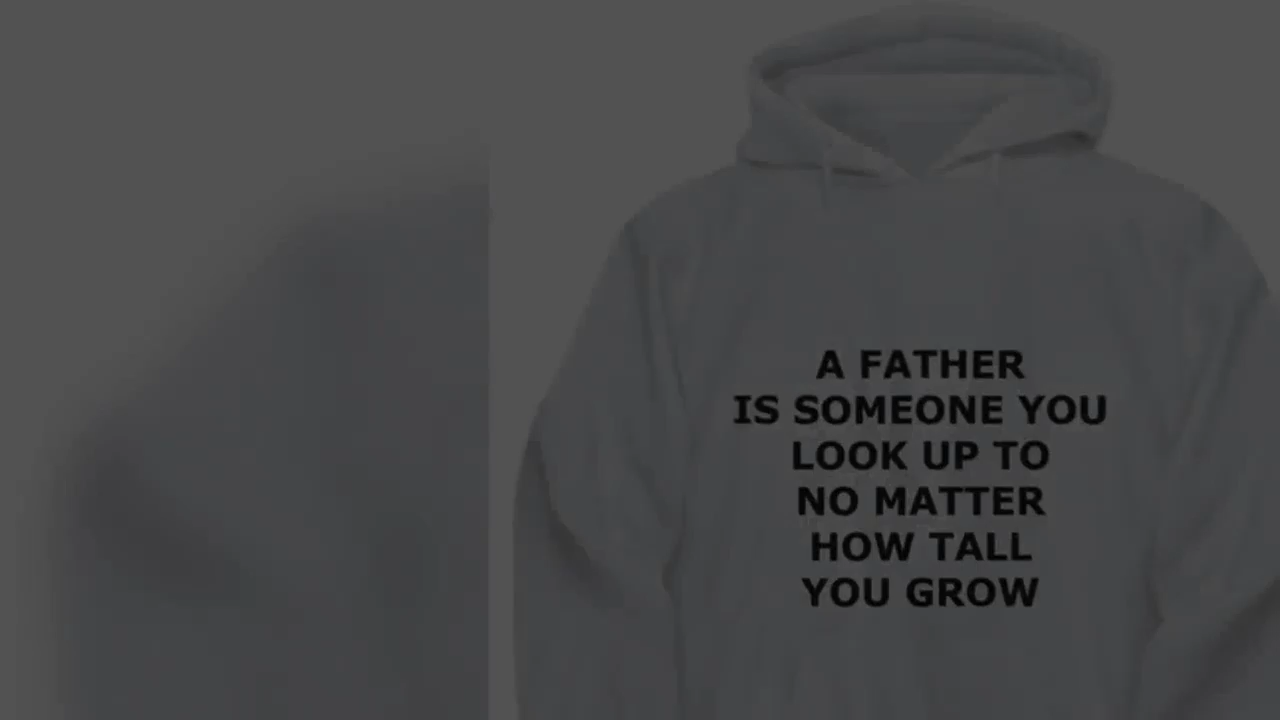 A FATHER
IS SOMEONE YOU
LOOK UP TO
NO MATTER
HOW TALL
YOU GROW